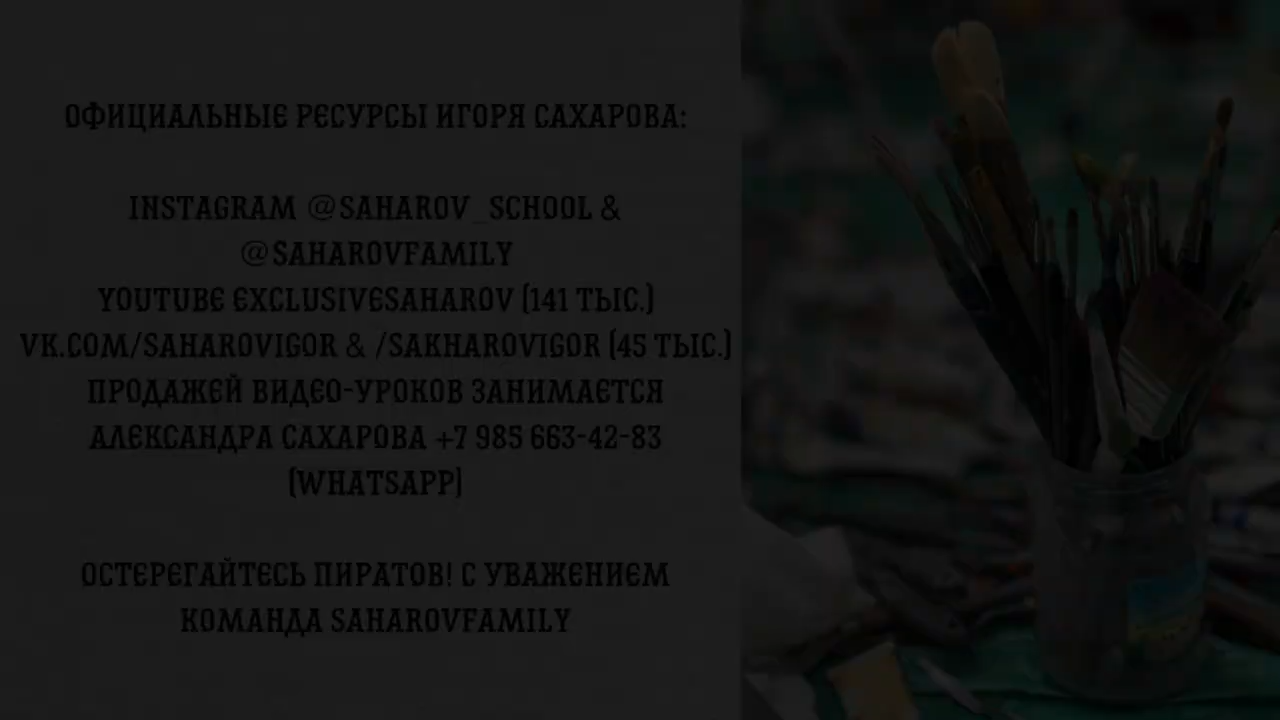 ОФИЦИАЛЬНЫЕ РЕСУРСЫ ИГОРЯ САХАРОВА:
INSTAGRAM @SAHAROV_SCHOOL &
@SAHAROVFAMILY
YOUTUBE EXCLUSIVESAHAROV (141 ТЫС.)
VK.COM/SAHAROVIGOR & /SAKHAROVIGOR (45 ТЫС.)
ПРОДАЖЕЙ ВИДЕО-УРОКОВ ЗАНИМАЕТСЯ
АЛЕКСАНДРА САХАРОВА +7 985 663-42-83
(WHATSAPP)
ОСТЕРЕГАЙТЕСЬ ПИРАТОВ! С УВАЖЕНИЕМ
КОМАНДА SAHAROVFAMILY